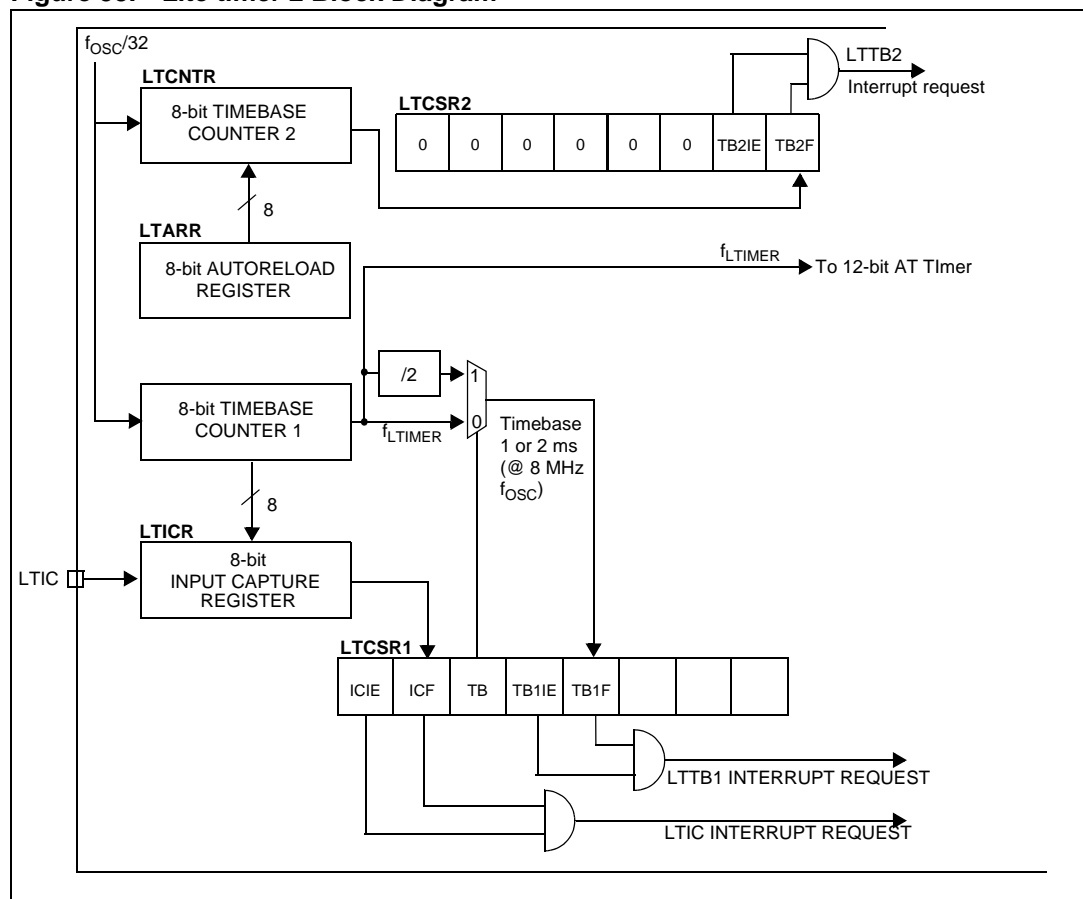 Figure Lite timer 2 Block Diagram
fOSC/32
LTCNTR
8-bit TIMEBASE
COUNTER 2
8
LTARR
8-bit AUTORELOAD
REGISTER
LTCSR2
0 0 0 0 0 0 TB2IE TB2F
LTTB2
Interrupt request
fLTIMER
To 12-bit AT TImer
/2
1
0
8-bit TIMEBASE
COUNTER 1
fLTIMER
Timebase
1 or 2 ms
(@ 8 MHz
fOSC)
8
LTICR
LTIC
8-bit
INPUT CAPTURE
REGISTER
LTCSR1
ICIE ICF TB TB1IE TB1F
LTTB1 INTERRUPT REQUEST
LTIC INTERRUPT REQUEST